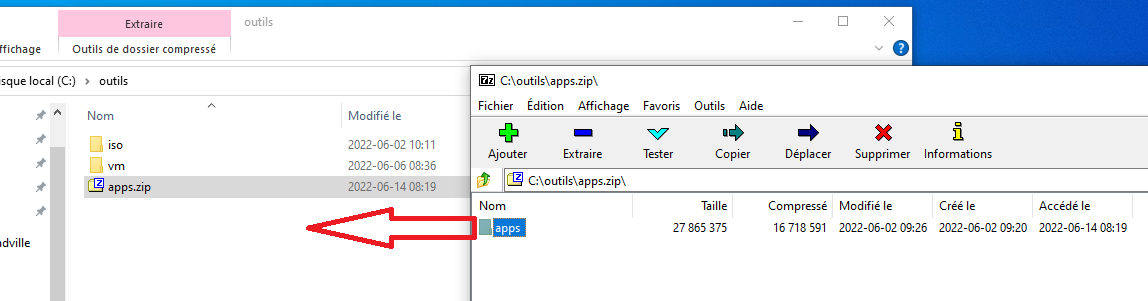 Extraire
outils
ffichage
Outils de dossier compressé
isque local (C:) > outils
Nom
Modifié le
iso
2022-06-02 10:11
vm
2022-06-06 08:36
apps.zip
2022-06-14 08:19
ndville
C:\outils\apps.zip\
Fichier Édition Affichage Favoris Outils Aide
Ajouter Extraire Tester Copier Déplacer Supprimer Informations
C:\outils\apps.zip\
Nom Taille Compressé Modifié le Créé le Accédé le
apps 27 865 375 16 718 591 2022-06-02 09:26 2022-06-02 09:20 2022-06-14 08:19